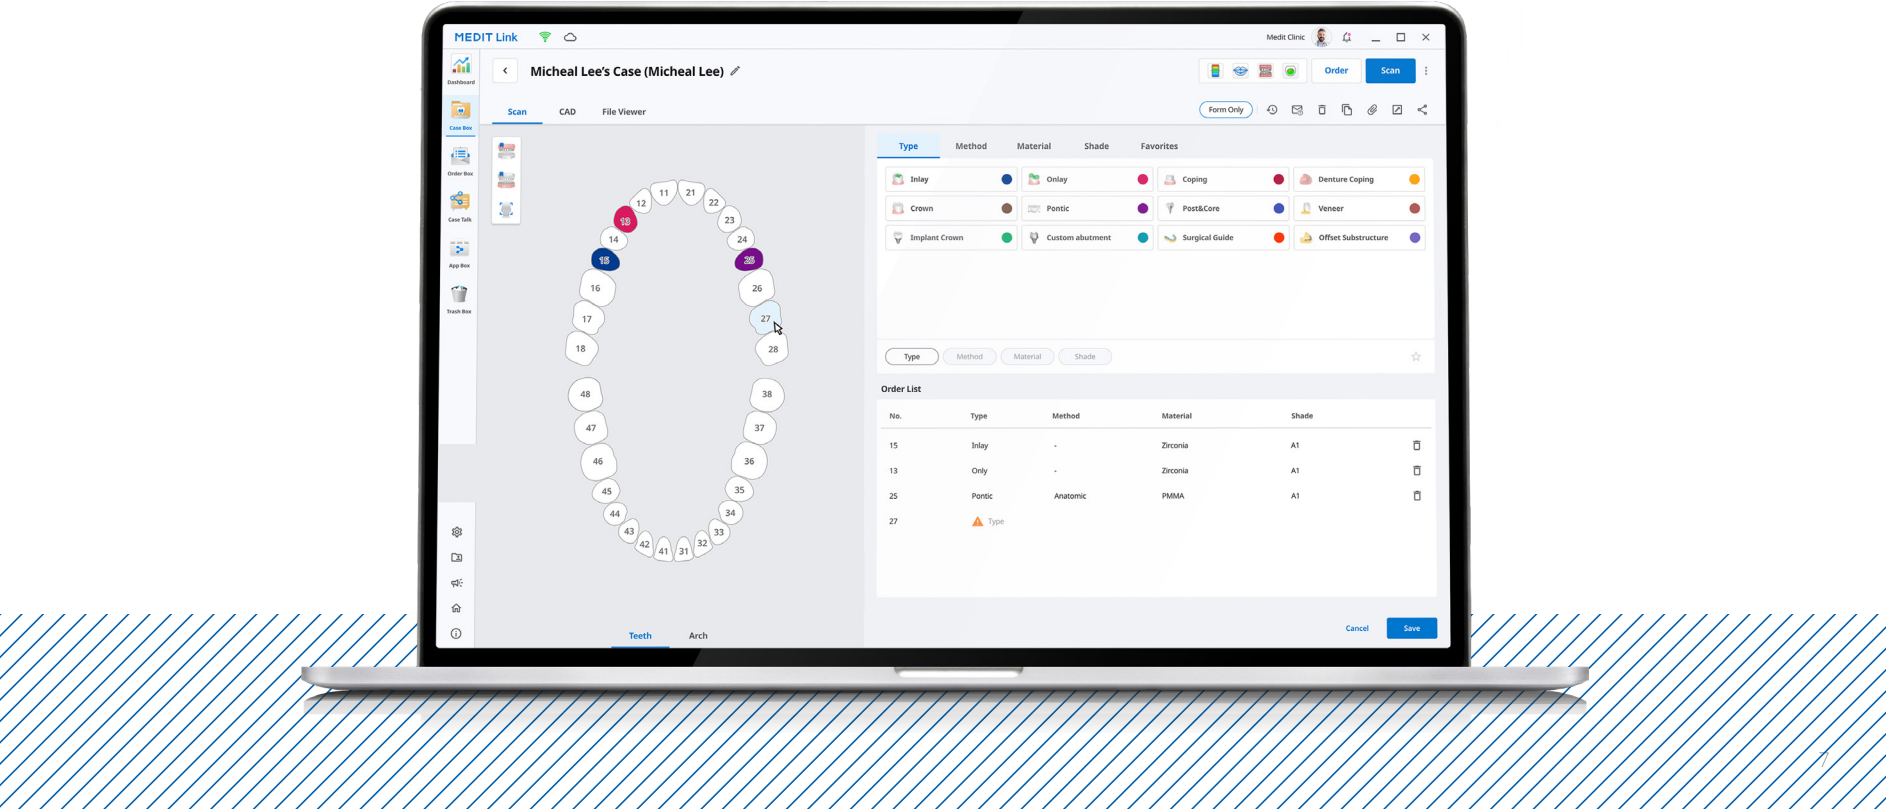 MEDIT Link
Medit Clinic
Dashboard
Micheal Lee's Case (Micheal Lee)
Order
Scan
Case Box
Scan
CAD
File Viewer
Form Only
Order Box
Case Talk
App Box
Trash Box
11
21
12
22
13
23
14
24
15
25
16
26
17
27
18
28
48
38
47
37
46
36
45
35
44
34
43
33
42
32
41
31
Teeth
Arch
Type
Method
Material
Shade
Favorites
Inlay
Onlay
Coping
Denture Coping
Crown
Pontic
Post&Core
Veneer
Implant Crown
Custom abutment
Surgical Guide
Offset Substructure
Type
Method
Material
Shade
Order List
No. Type Method Material Shade
15 Inlay - Zirconia A1
13 Only - Zirconia A1
25 Pontic Anatomic PMMA A1
27 Type
Cancel
Save
7